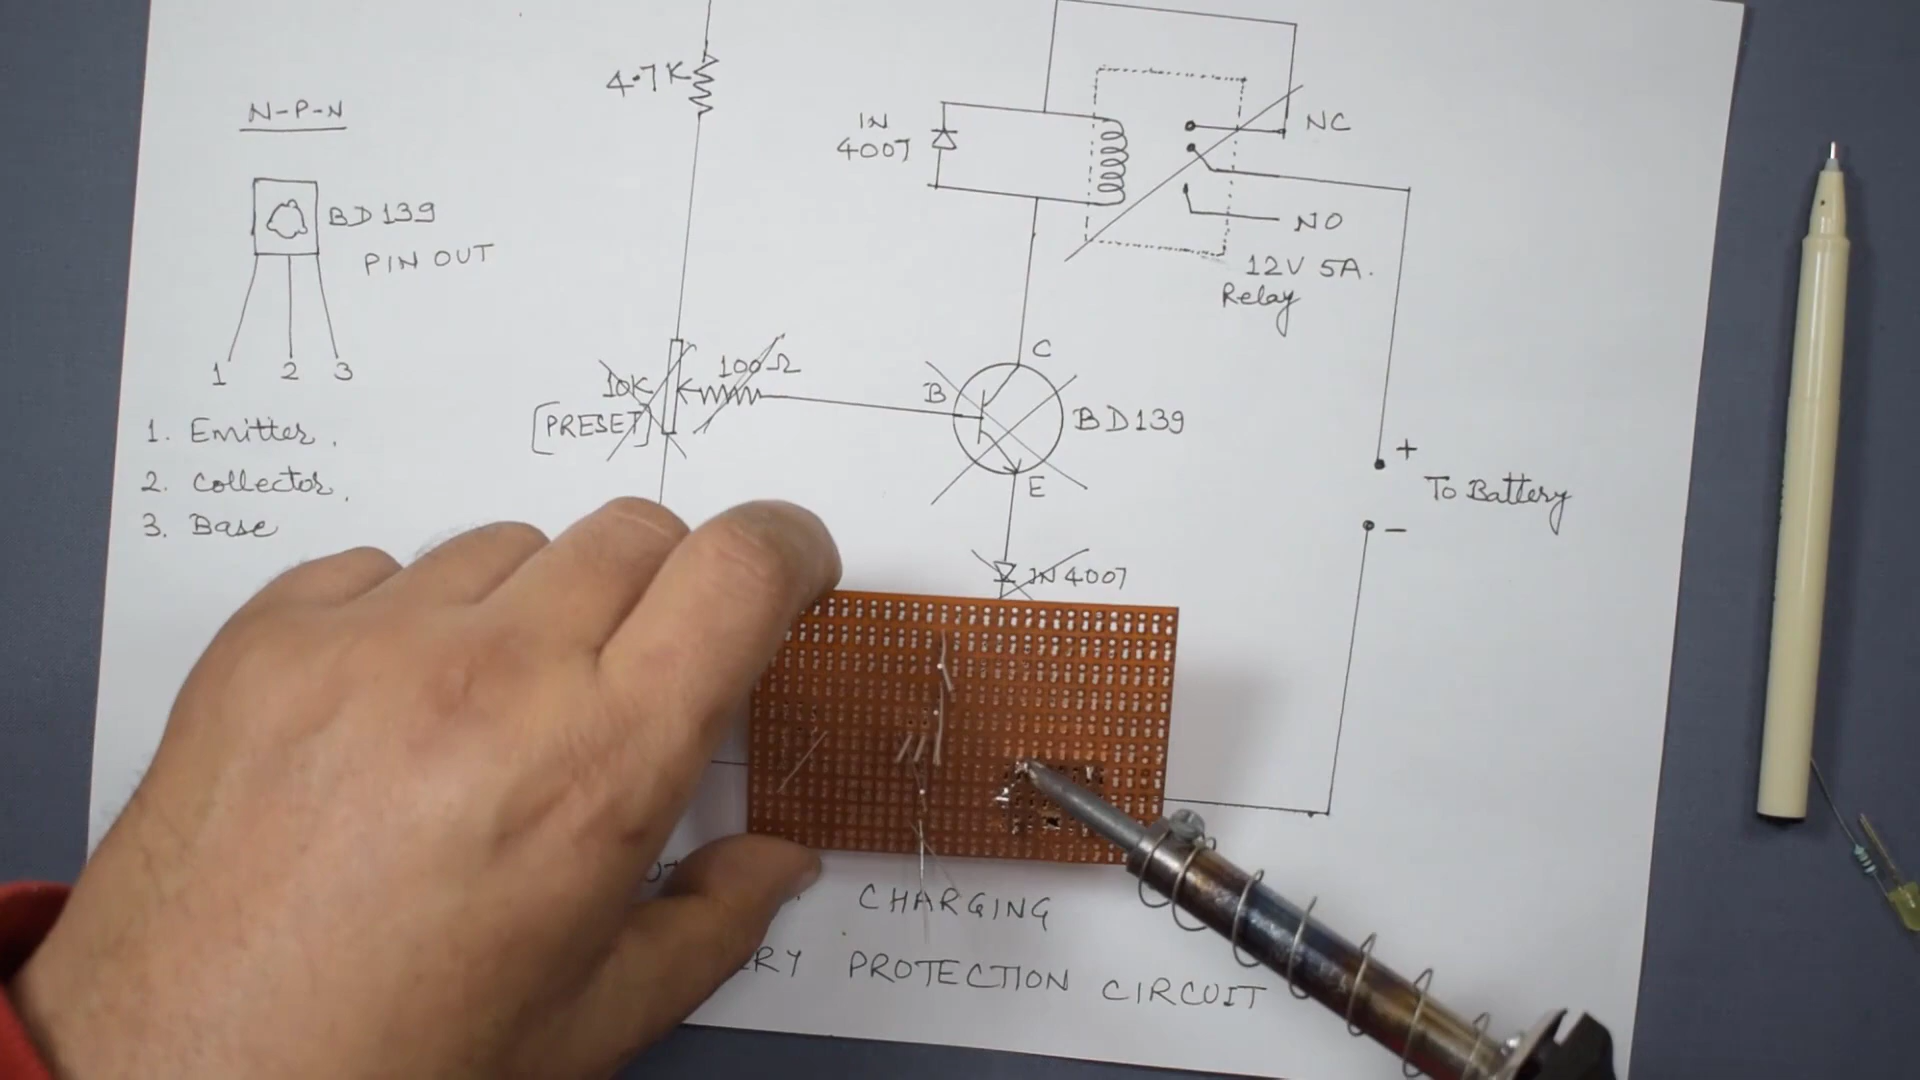 N-P-N
BD139
PIN OUT
1 2 3
1. Emitter.
2. Collector.
3. Base
4.7K
10K
[PRESET]
100Ω
IN
4007
NC
NO
12V 5A.
Relay
C
B
E
BD139
IN 4007
+
To Battery
−
CHARGING
PROTECTION CIRCUIT